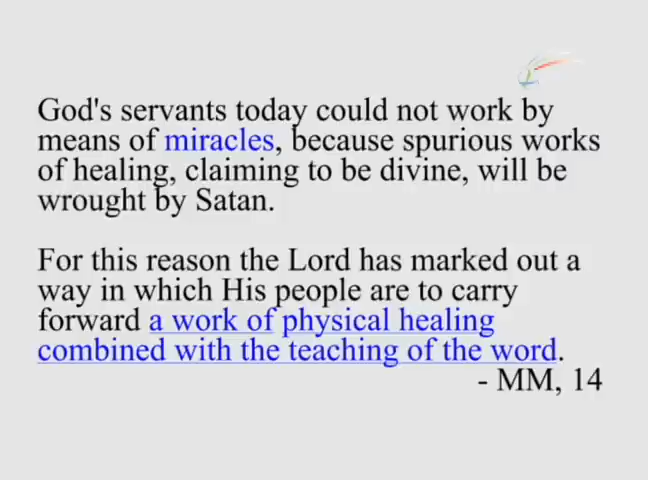 God's servants today could not work by
means of miracles, because spurious works
of healing, claiming to be divine, will be
wrought by Satan.
For this reason the Lord has marked out a
way in which His people are to carry
forward a work of physical healing
combined with the teaching of the word.
- MM, 14